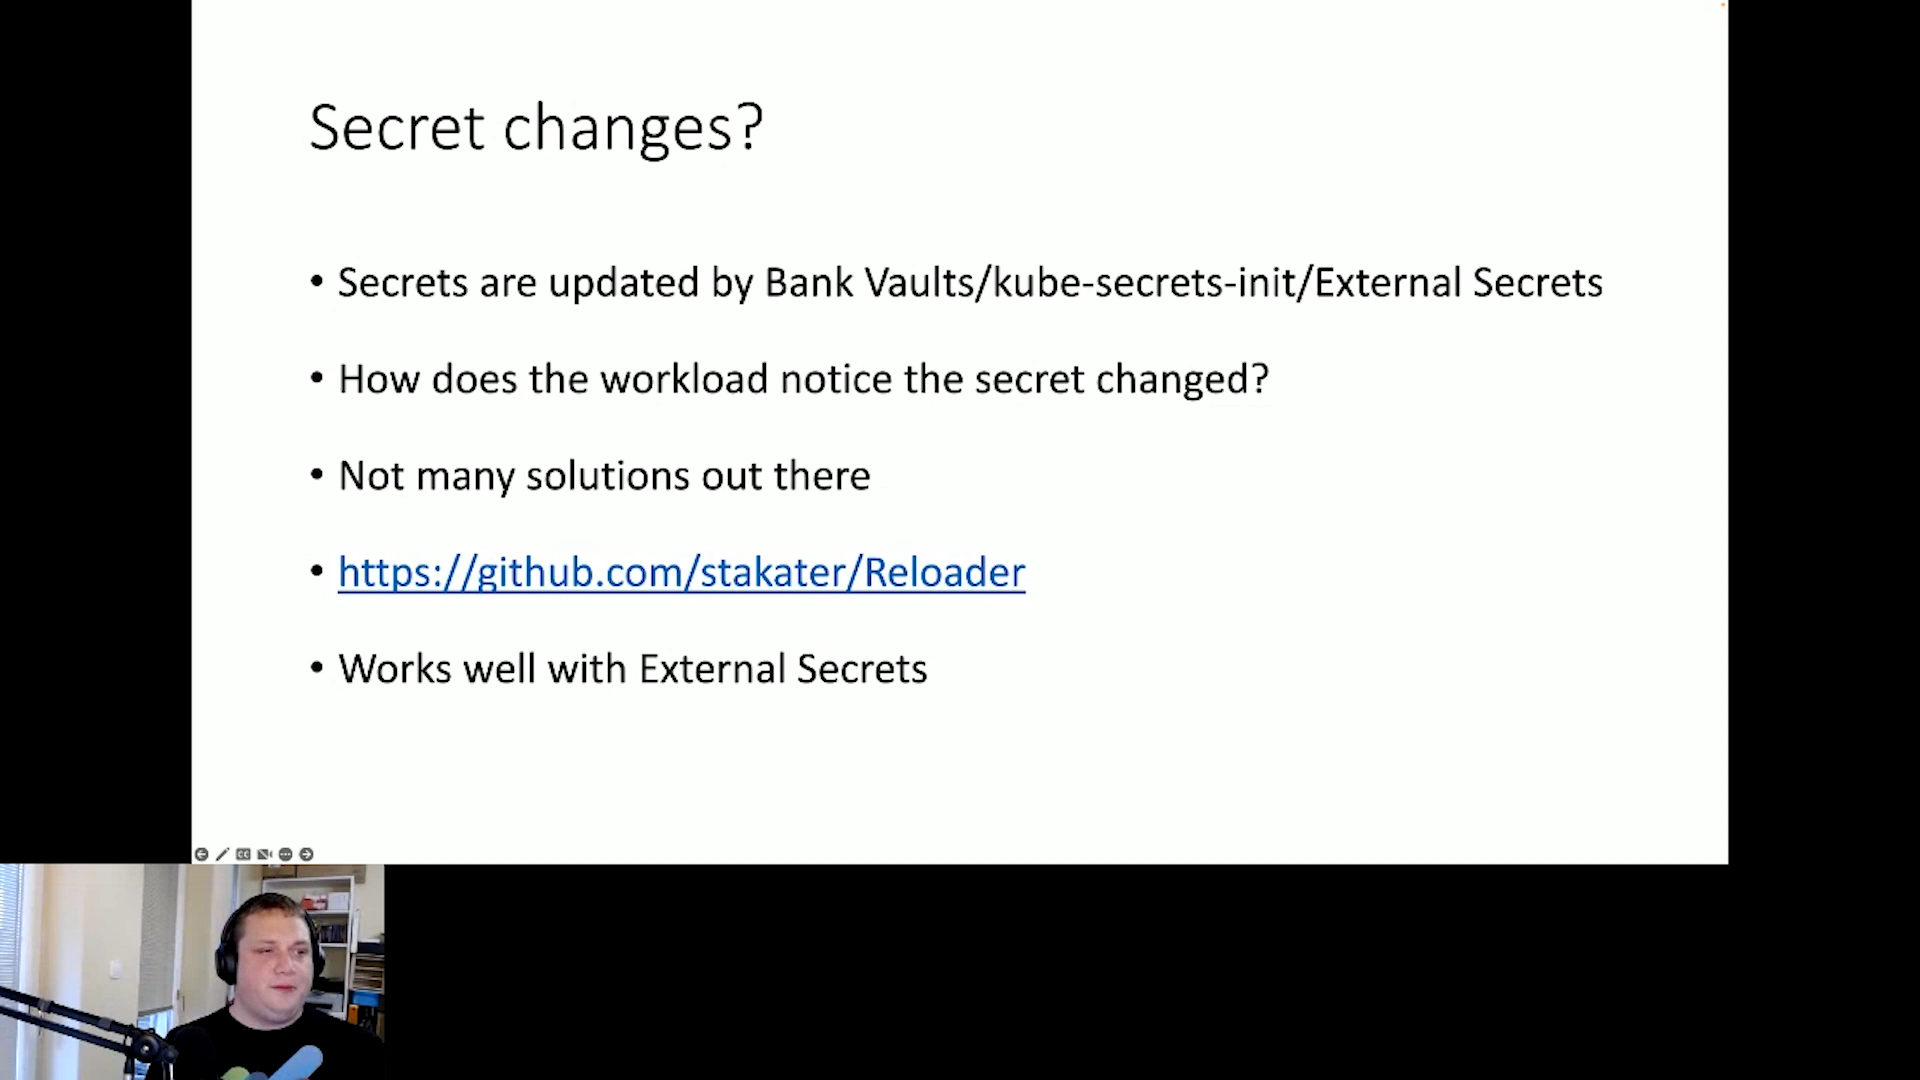 Secret changes?
• Secrets are updated by Bank Vaults/kube-secrets-init/External Secrets
• How does the workload notice the secret changed?
• Not many solutions out there
• https://github.com/stakater/Reloader
• Works well with External Secrets